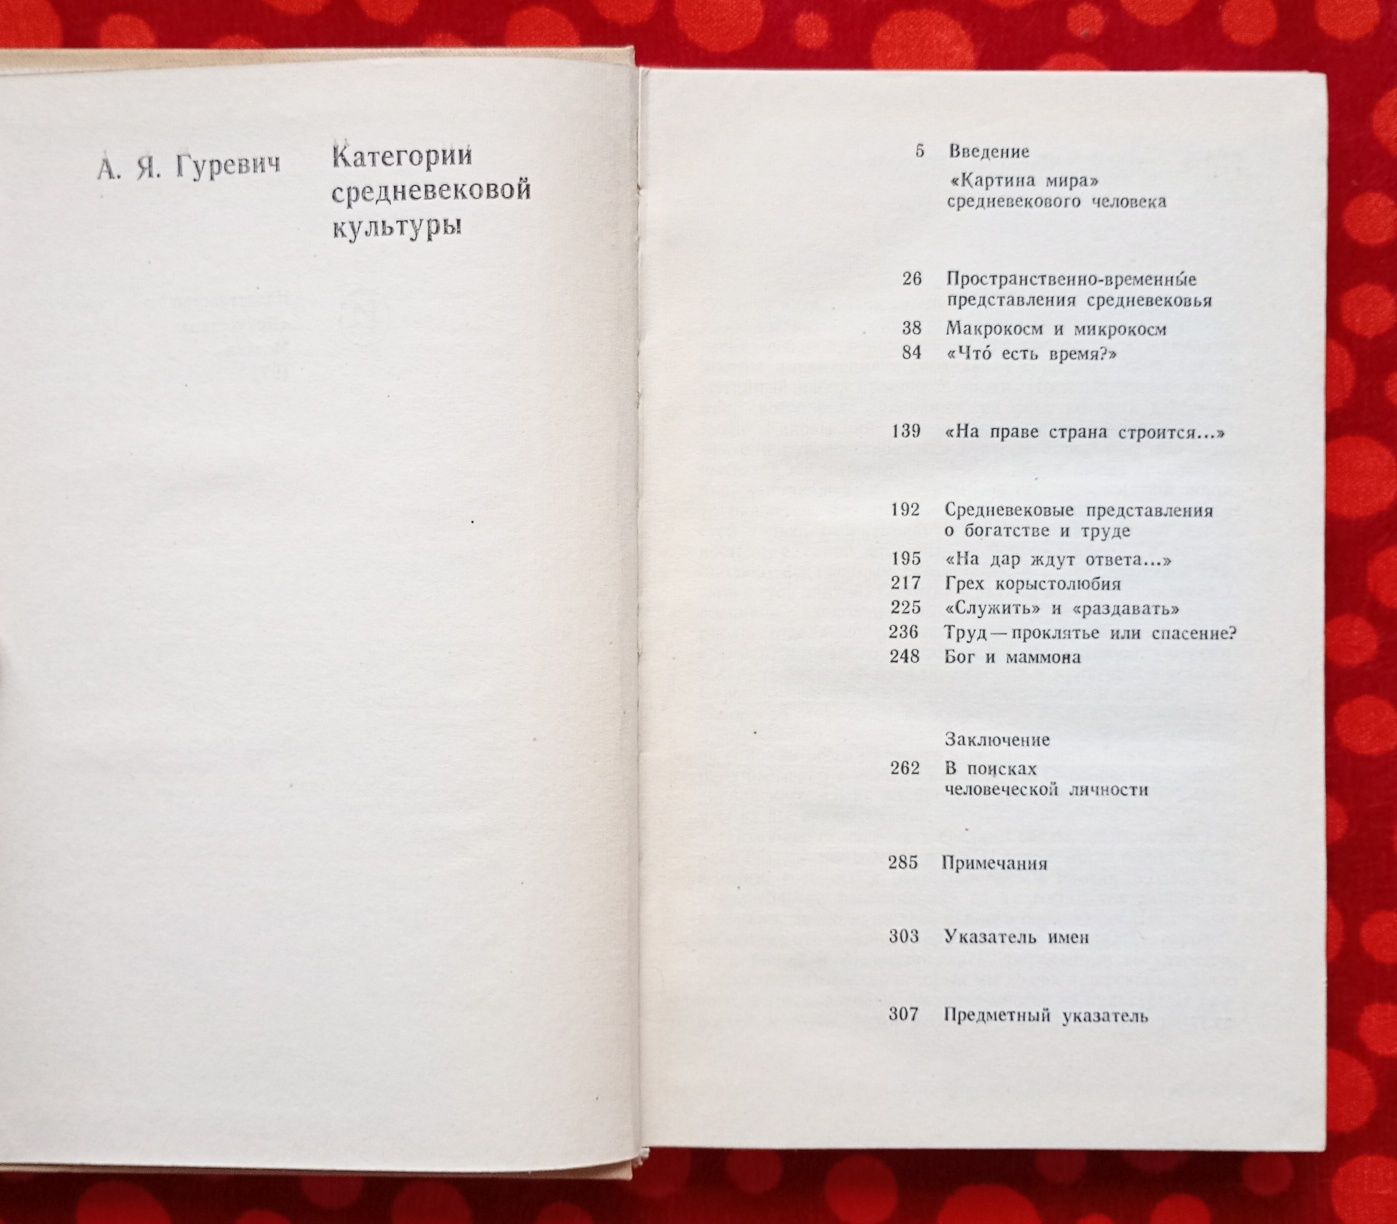 А. Я. Гуревич
Категории
средневековой
культуры
5 Введение
«Картина мира»
средневекового человека
26 Пространственно-временны́е
представления средневековья
38 Макрокосм и микрокосм
84 «Что́ есть время?»
139 «На праве страна строится...»
192 Средневековые представления
о богатстве и труде
195 «На дар ждут ответа...»
217 Грех корыстолюбия
225 «Служить» и «раздавать»
236 Труд — проклятье или спасение?
248 Бог и маммона
Заключение
262 В поисках
человеческой личности
285 Примечания
303 Указатель имен
307 Предметный указатель